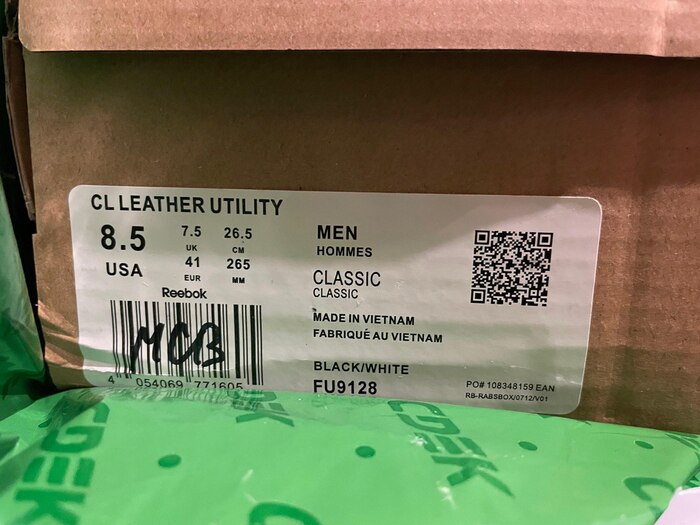 CL LEATHER UTILITY
8.5
USA
7.5
UK
41
EUR
26.5
CM
265
MM
Reebok
MCB
4 054069 771605
MEN
HOMMES
CLASSIC
CLASSIC
MADE IN VIETNAM
FABRIQUÉ AU VIETNAM
BLACK/WHITE
FU9128
PO# 108348159 EAN
RB-RABSBOX/0712/V01
CDEK
CDEK